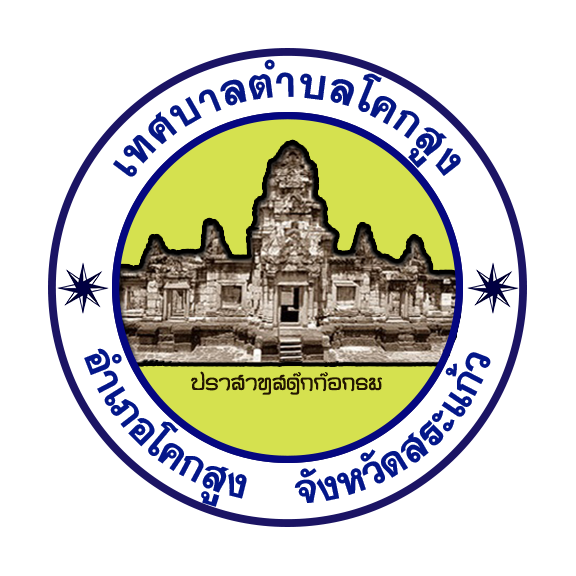 เทศบาลตำบลโคกสูง
ปราสาทสด๊กก๊อกธม
อำเภอโคกสูง
จังหวัดสระแก้ว